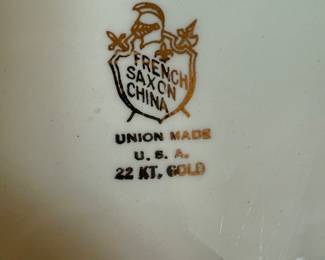 FRENCH
SAXON
CHINA
UNION MADE
U. S. A.
22 KT. GOLD